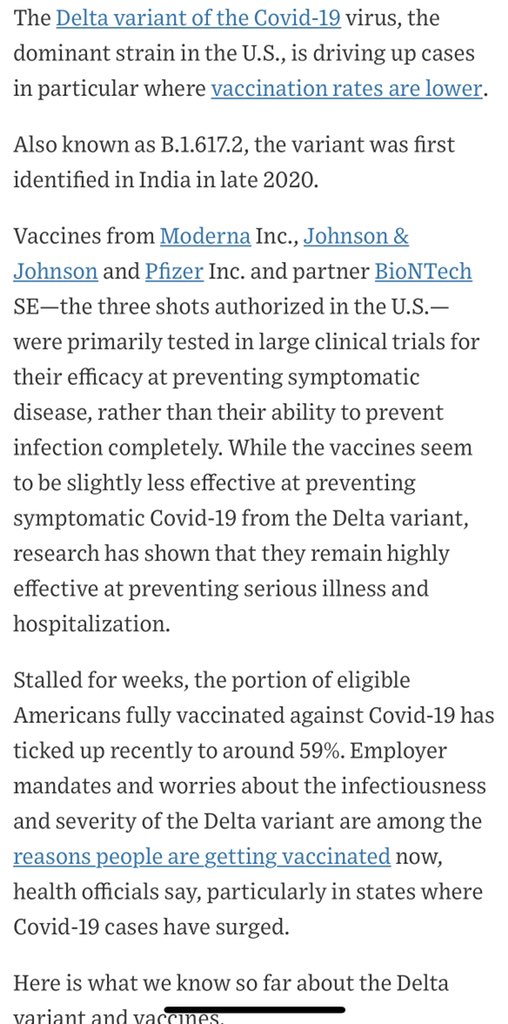 The Delta variant of the Covid-19 virus, the
dominant strain in the U.S., is driving up cases
in particular where vaccination rates are lower.
Also known as B.1.617.2, the variant was first
identified in India in late 2020.
Vaccines from Moderna Inc., Johnson &
Johnson and Pfizer Inc. and partner BioNTech
SE—the three shots authorized in the U.S.—
were primarily tested in large clinical trials for
their efficacy at preventing symptomatic
disease, rather than their ability to prevent
infection completely. While the vaccines seem
to be slightly less effective at preventing
symptomatic Covid-19 from the Delta variant,
research has shown that they remain highly
effective at preventing serious illness and
hospitalization.
Stalled for weeks, the portion of eligible
Americans fully vaccinated against Covid-19 has
ticked up recently to around 59%. Employer
mandates and worries about the infectiousness
and severity of the Delta variant are among the
reasons people are getting vaccinated now,
health officials say, particularly in states where
Covid-19 cases have surged.
Here is what we know so far about the Delta
variant and vaccines.